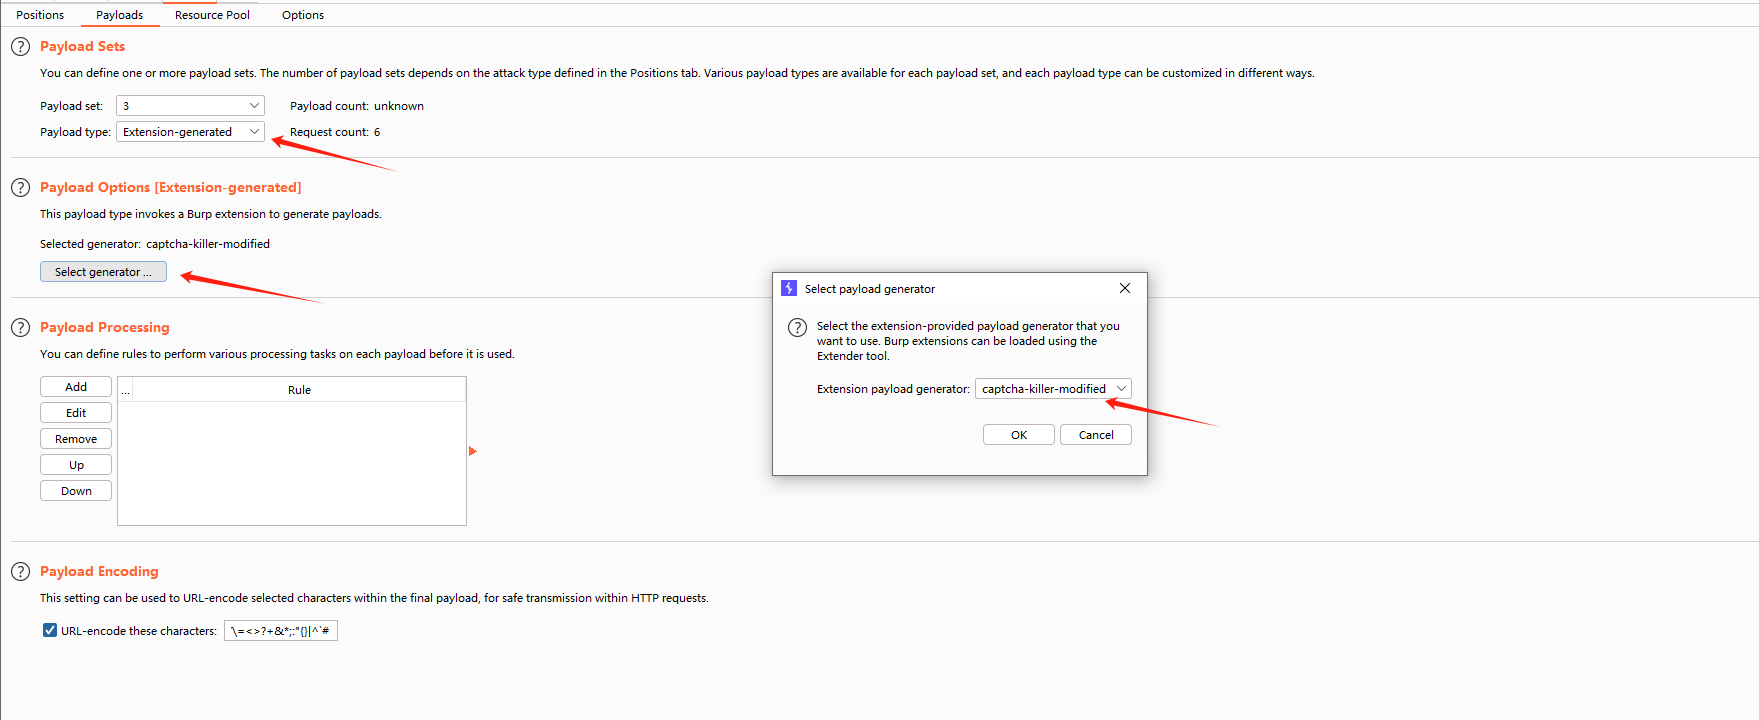 Positions
Payloads
Resource Pool
Options
Payload Sets
You can define one or more payload sets. The number of payload sets depends on the attack type defined in the Positions tab. Various payload types are available for each payload set, and each payload type can be customized in different ways.
Payload set: 3
Payload count: unknown
Payload type: Extension-generated
Request count: 6
Payload Options [Extension-generated]
This payload type invokes a Burp extension to generate payloads.
Selected generator: captcha-killer-modified
Select generator ...
Select payload generator
Select the extension-provided payload generator that you
want to use. Burp extensions can be loaded using the
Extender tool.
Extension payload generator: captcha-killer-modified
OK
Cancel
Payload Processing
You can define rules to perform various processing tasks on each payload before it is used.
Add
Edit
Remove
Up
Down
...
Rule
Payload Encoding
This setting can be used to URL-encode selected characters within the final payload, for safe transmission within HTTP requests.
URL-encode these characters: \=<>?+&*;:"{}|^`#